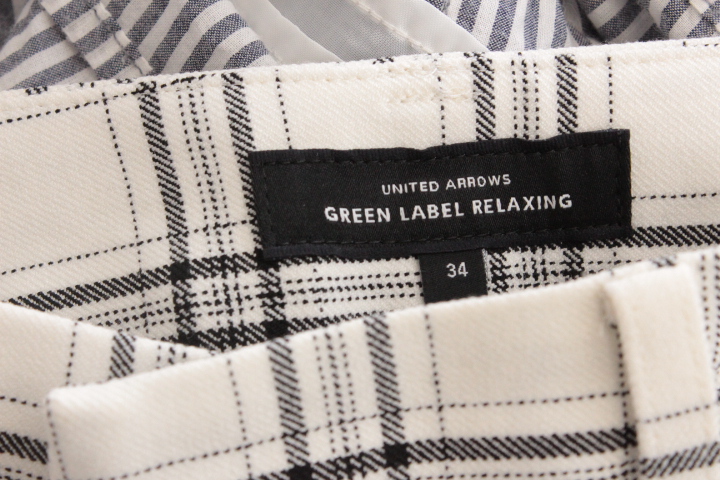 UNITED ARROWS
GREEN LABEL RELAXING
34